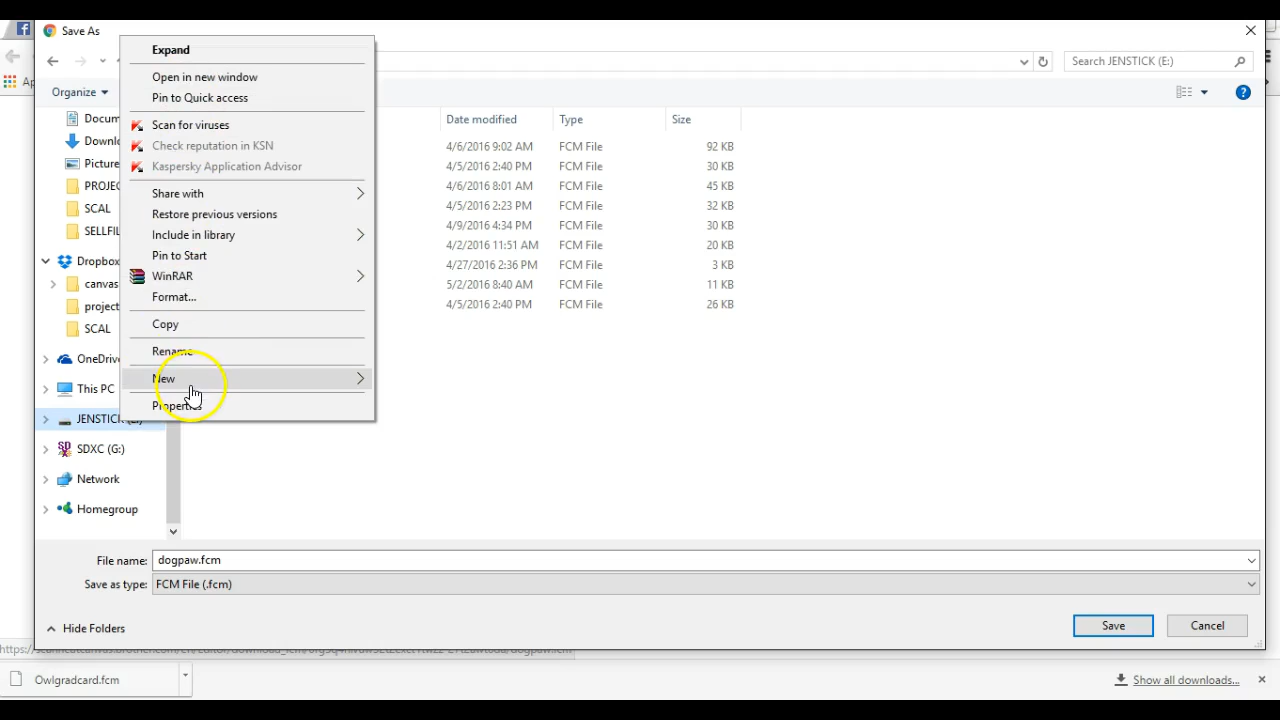 Save As
Search JENSTICK (E:)
Organize
Expand
Open in new window
Pin to Quick access
Scan for viruses
Check reputation in KSN
Kaspersky Application Advisor
Share with
Restore previous versions
Include in library
Pin to Start
WinRAR
Format...
Copy
Rename
New
Properties
Docum
Downl
Picture
PROJEC
SCAL
SELLFIL
Dropbox
canvas
project
SCAL
OneDrive
This PC
JENSTICK (E:)
SDXC (G:)
Network
Homegroup
Date modified Type Size
4/6/2016 9:02 AM FCM File 92 KB
4/5/2016 2:40 PM FCM File 30 KB
4/6/2016 8:01 AM FCM File 45 KB
4/5/2016 2:23 PM FCM File 32 KB
4/9/2016 4:34 PM FCM File 30 KB
4/2/2016 11:51 AM FCM File 20 KB
4/27/2016 2:36 PM FCM File 3 KB
5/2/2016 8:40 AM FCM File 11 KB
4/5/2016 2:40 PM FCM File 26 KB
File name: dogpaw.fcm
Save as type: FCM File (.fcm)
Hide Folders
Save Cancel
Owlgradcard.fcm
Show all downloads...